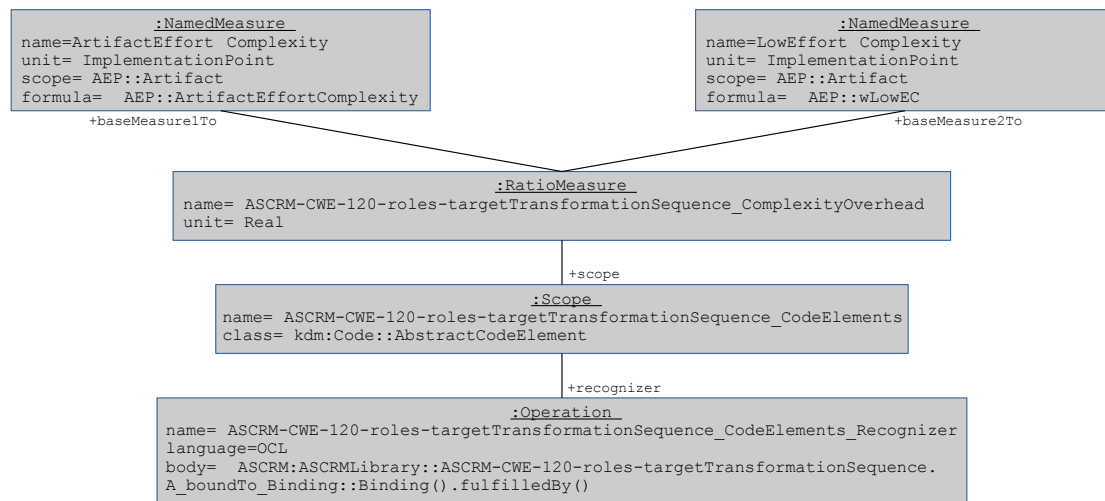 :NamedMeasure
name=ArtifactEffort Complexity
unit= ImplementationPoint
scope= AEP::Artifact
formula=  AEP::ArtifactEffortComplexity
:NamedMeasure
name=LowEffort Complexity
unit= ImplementationPoint
scope= AEP::Artifact
formula=  AEP::wLowEC
+baseMeasure1To
+baseMeasure2To
:RatioMeasure
name= ASCRM-CWE-120-roles-targetTransformationSequence_ComplexityOverhead
unit= Real
+scope
:Scope
name= ASCRM-CWE-120-roles-targetTransformationSequence_CodeElements
class= kdm:Code::AbstractCodeElement
+recognizer
:Operation
name= ASCRM-CWE-120-roles-targetTransformationSequence_CodeElements_Recognizer
language=OCL
body=  ASCRM:ASCRMLibrary::ASCRM-CWE-120-roles-targetTransformationSequence.
A_boundTo_Binding::Binding().fulfilledBy()